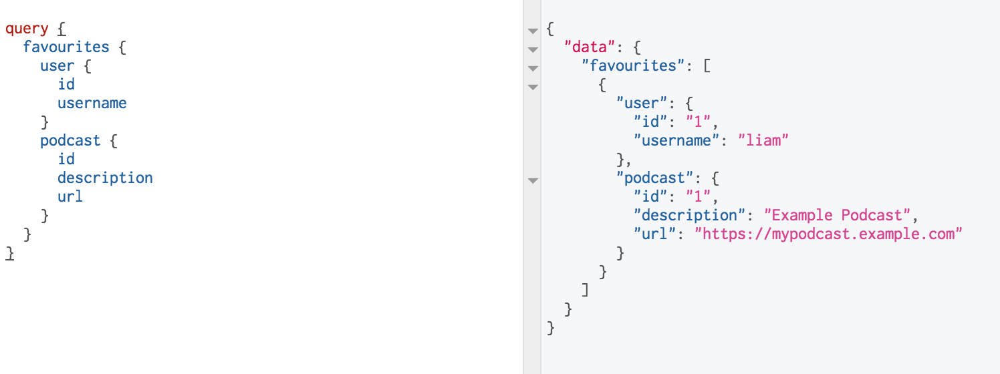 query {
  favourites {
    user {
      id
      username
    }
    podcast {
      id
      description
      url
    }
  }
}
{
  "data": {
    "favourites": [
      {
        "user": {
          "id": "1",
          "username": "liam"
        },
        "podcast": {
          "id": "1",
          "description": "Example Podcast",
          "url": "https://mypodcast.example.com"
        }
      }
    ]
  }
}